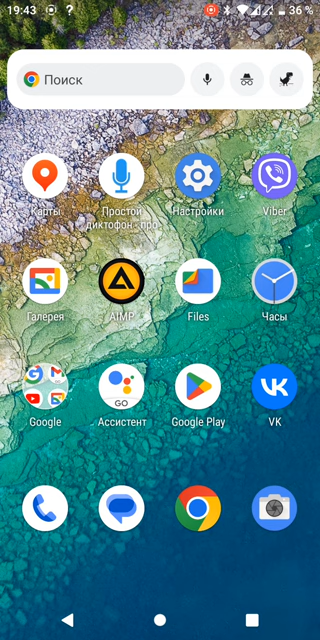 19:43
? 36 %
Поиск
Карты
Простой
диктофон - про
Настройки
Viber
Галерея
AIMP
Files
Часы
Google
GO
Ассистент
Google Play
VK